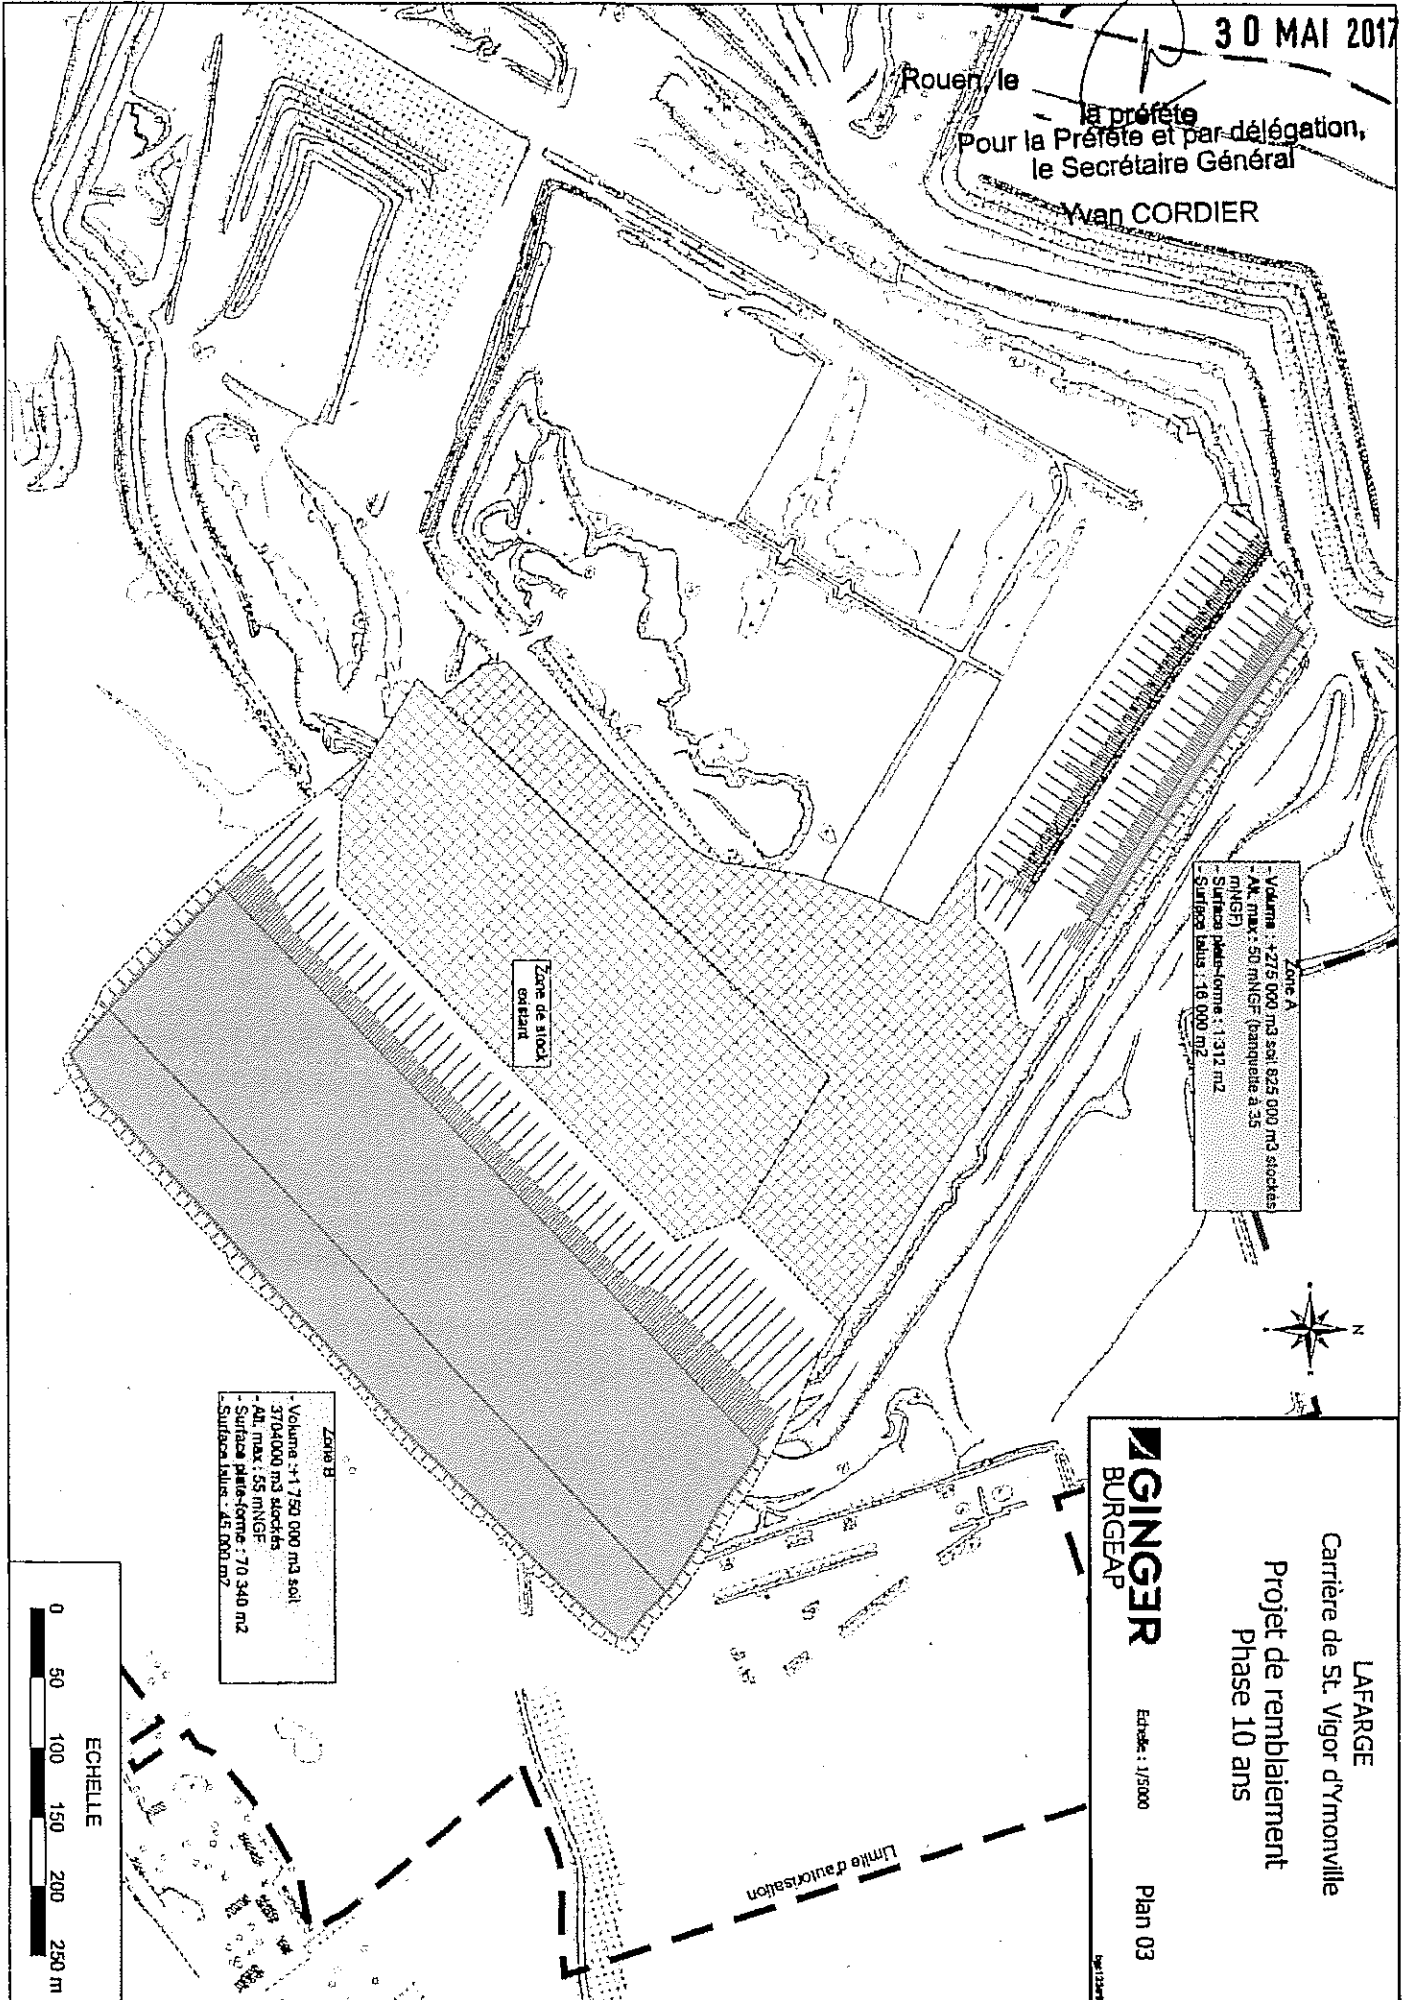 30 MAI 2017
Rouen, le
la préfète
Pour la Préfète et par délégation,
le Secrétaire Général
Yvan CORDIER
Zone A
- Volume : +275 000 m3 soit 825 000 m3 stockés
- Alt. max : 50 mNGF (banquette à 35
mNGF)
- Surface plate-forme : 1312 m2
- Surface talus : 16 000 m2
Zone de stock
existant
N
Zone B
- Volume : +1 750 000 m3 soit
3704000 m3 stockés
- Alt. max : 55 mNGF
- Surface plate-forme : 70 340 m2
- Surface talus : 45 000 m2
LAFARGE
Carrière de St. Vigor d'Ymonville
Projet de remblaiement
Phase 10 ans
GINGER
BURGEAP
Echelle : 1/5000
Plan 03
Limite d'autorisation
ECHELLE
0 50 100 150 200 250 m